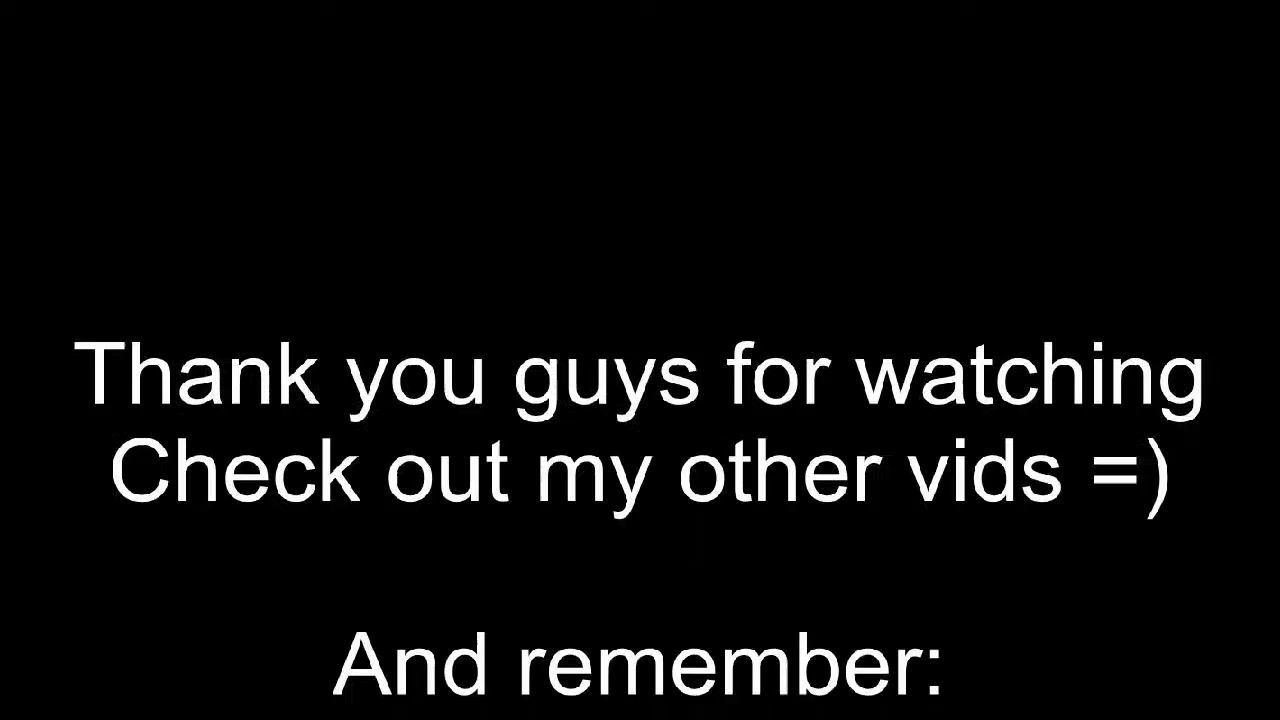 Thank you guys for watching
Check out my other vids =)
And remember: